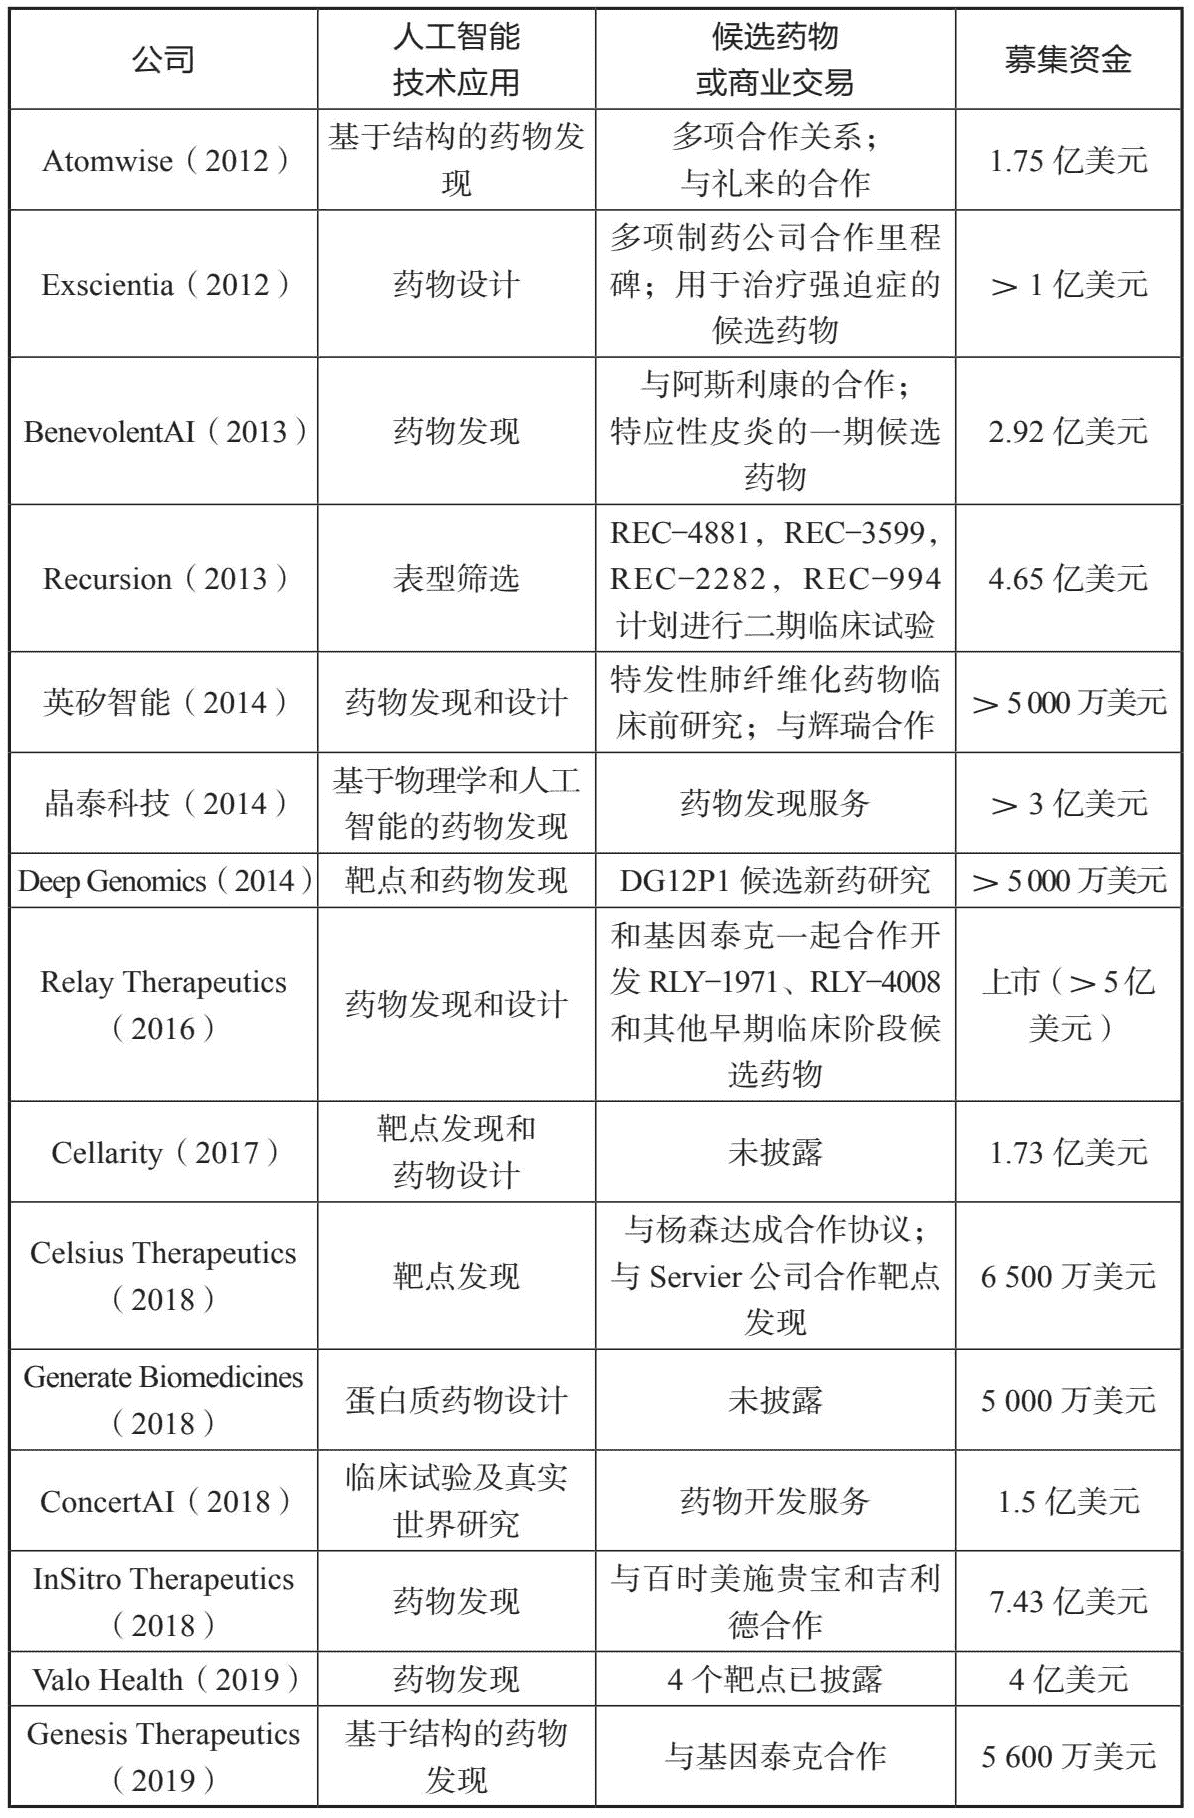 公司
人工智能
技术应用
候选药物
或商业交易
募集资金
Atomwise（2012）
基于结构的药物发
现
多项合作关系；
与礼来的合作
1.75 亿美元
Exscientia（2012）
药物设计
多项制药公司合作里程
碑；用于治疗强迫症的
候选药物
> 1 亿美元
BenevolentAI（2013）
药物发现
与阿斯利康的合作；
特应性皮炎的一期候选
药物
2.92 亿美元
Recursion（2013）
表型筛选
REC-4881，REC-3599，
REC-2282，REC-994
计划进行二期临床试验
4.65 亿美元
英矽智能（2014）
药物发现和设计
特发性肺纤维化药物临
床前研究；与辉瑞合作
> 5 000 万美元
晶泰科技（2014）
基于物理学和人工
智能的药物发现
药物发现服务
> 3 亿美元
Deep Genomics（2014）
靶点和药物发现
DG12P1 候选新药研究
> 5 000 万美元
Relay Therapeutics
（2016）
药物发现和设计
和基因泰克一起合作开
发 RLY-1971、RLY-4008
和其他早期临床阶段候
选药物
上市（> 5 亿
美元）
Cellarity（2017）
靶点发现和
药物设计
未披露
1.73 亿美元
Celsius Therapeutics
（2018）
靶点发现
与杨森达成合作协议；
与 Servier 公司合作靶点
发现
6 500 万美元
Generate Biomedicines
（2018）
蛋白质药物设计
未披露
5 000 万美元
ConcertAI（2018）
临床试验及真实
世界研究
药物开发服务
1.5 亿美元
InSitro Therapeutics
（2018）
药物发现
与百时美施贵宝和吉利
德合作
7.43 亿美元
Valo Health（2019）
药物发现
4 个靶点已披露
4 亿美元
Genesis Therapeutics
（2019）
基于结构的药物
发现
与基因泰克合作
5 600 万美元